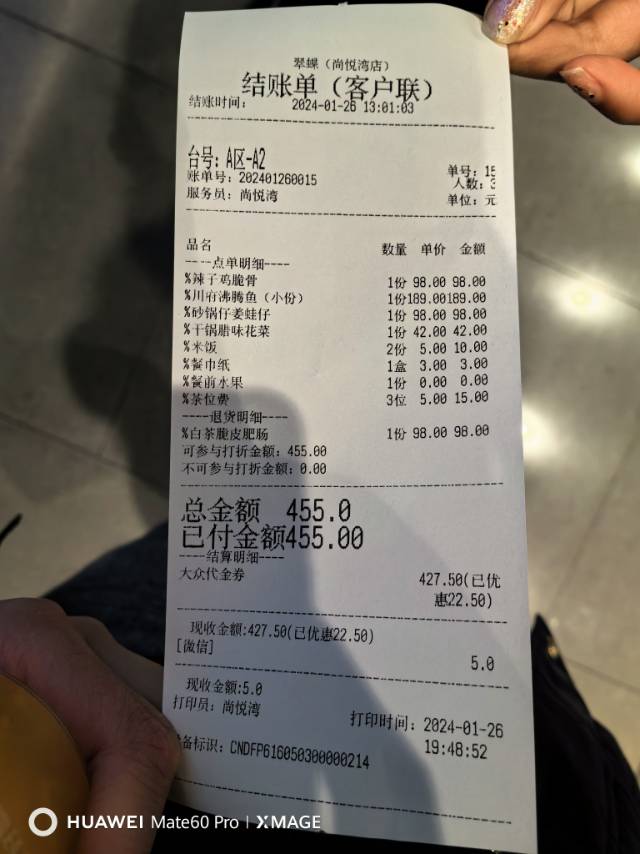 翠蝶（尚悦湾店）
结账单（客户联）
结账时间： 2024-01-26 13:01:03
台号：A区-A2
账单号：202401260015 单号：15
服务员：尚悦湾 人数：3
单位：元
品名 数量 单价 金额
----点单明细----
%辣子鸡脆骨 1份 98.00 98.00
%川府沸腾鱼（小份） 1份189.00189.00
%砂锅仔姜蛙仔 1份 98.00 98.00
%干锅腊味花菜 1份 42.00 42.00
%米饭 2份 5.00 10.00
%餐巾纸 1盒 3.00 3.00
%餐前水果 1份 0.00 0.00
%茶位费 3位 5.00 15.00
----退货明细----
%白茶脆皮肥肠 1份 98.00 98.00
可参与打折金额：455.00
不可参与打折金额：0.00
总金额 455.0
已付金额455.00
----结算明细----
大众代金券 427.50(已优
惠22.50)
现收金额:427.50(已优惠22.50)
[微信] 5.0
现收金额:5.0
打印员：尚悦湾 打印时间：2024-01-26
19:48:52
备标识：CNDFP616050300000214
HUAWEI Mate60 Pro | XMAGE